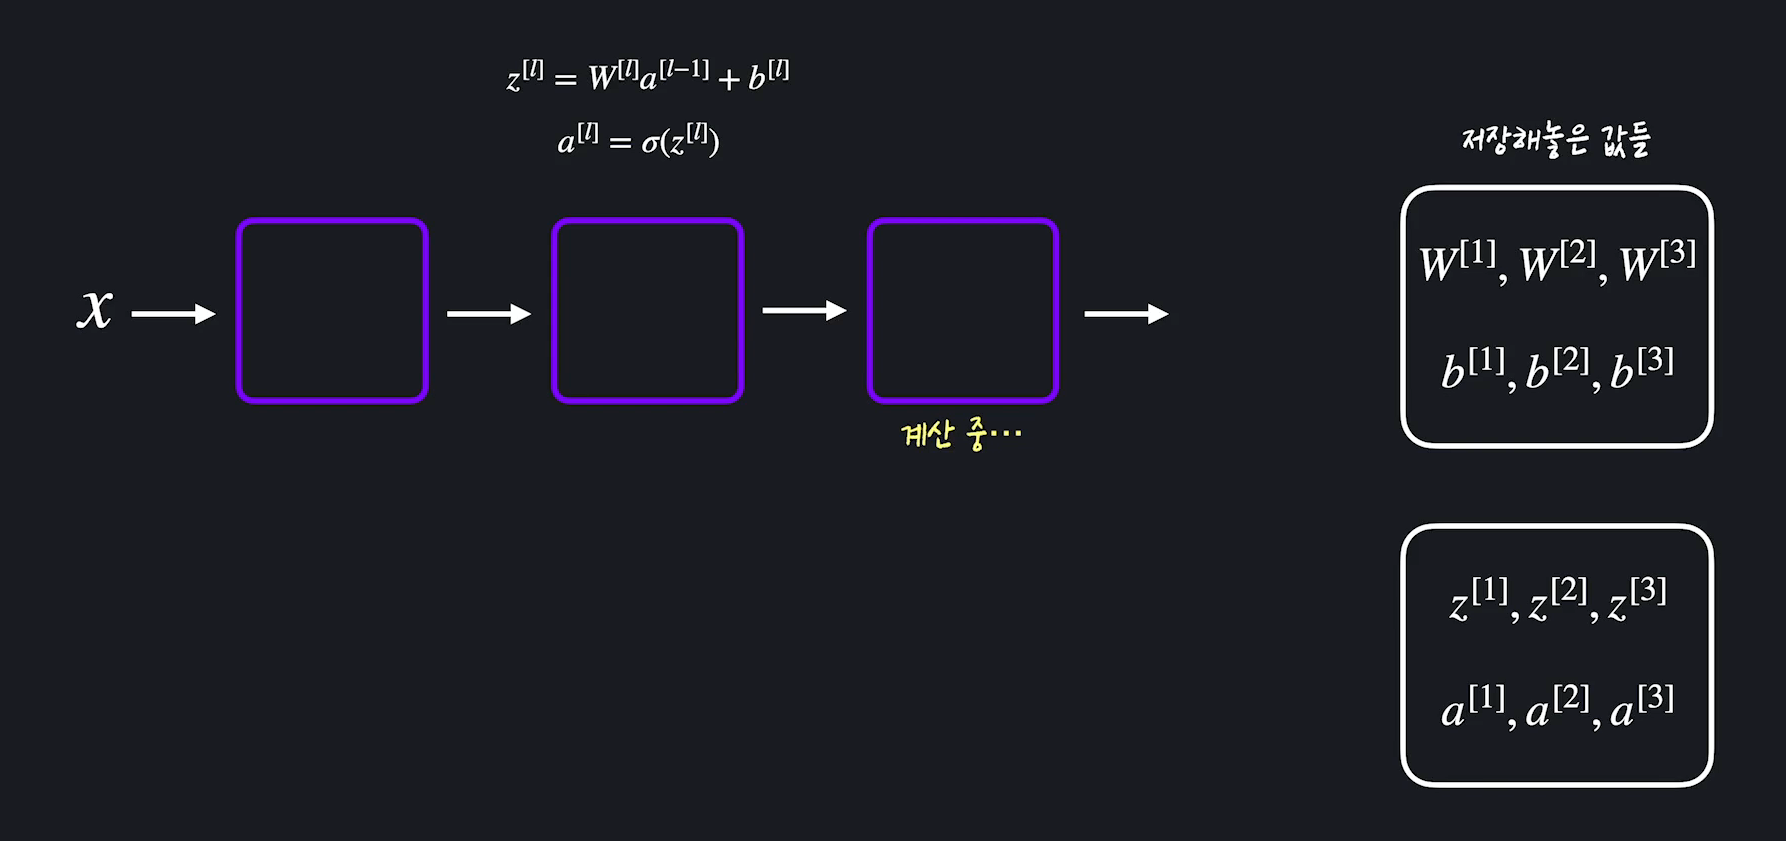 z^[l] = W^[l]a^[l−1] + b^[l]
a^[l] = σ(z^[l])
x
계산 중···
저장해놓은 값들
W^[1], W^[2], W^[3]
b^[1], b^[2], b^[3]
z^[1], z^[2], z^[3]
a^[1], a^[2], a^[3]